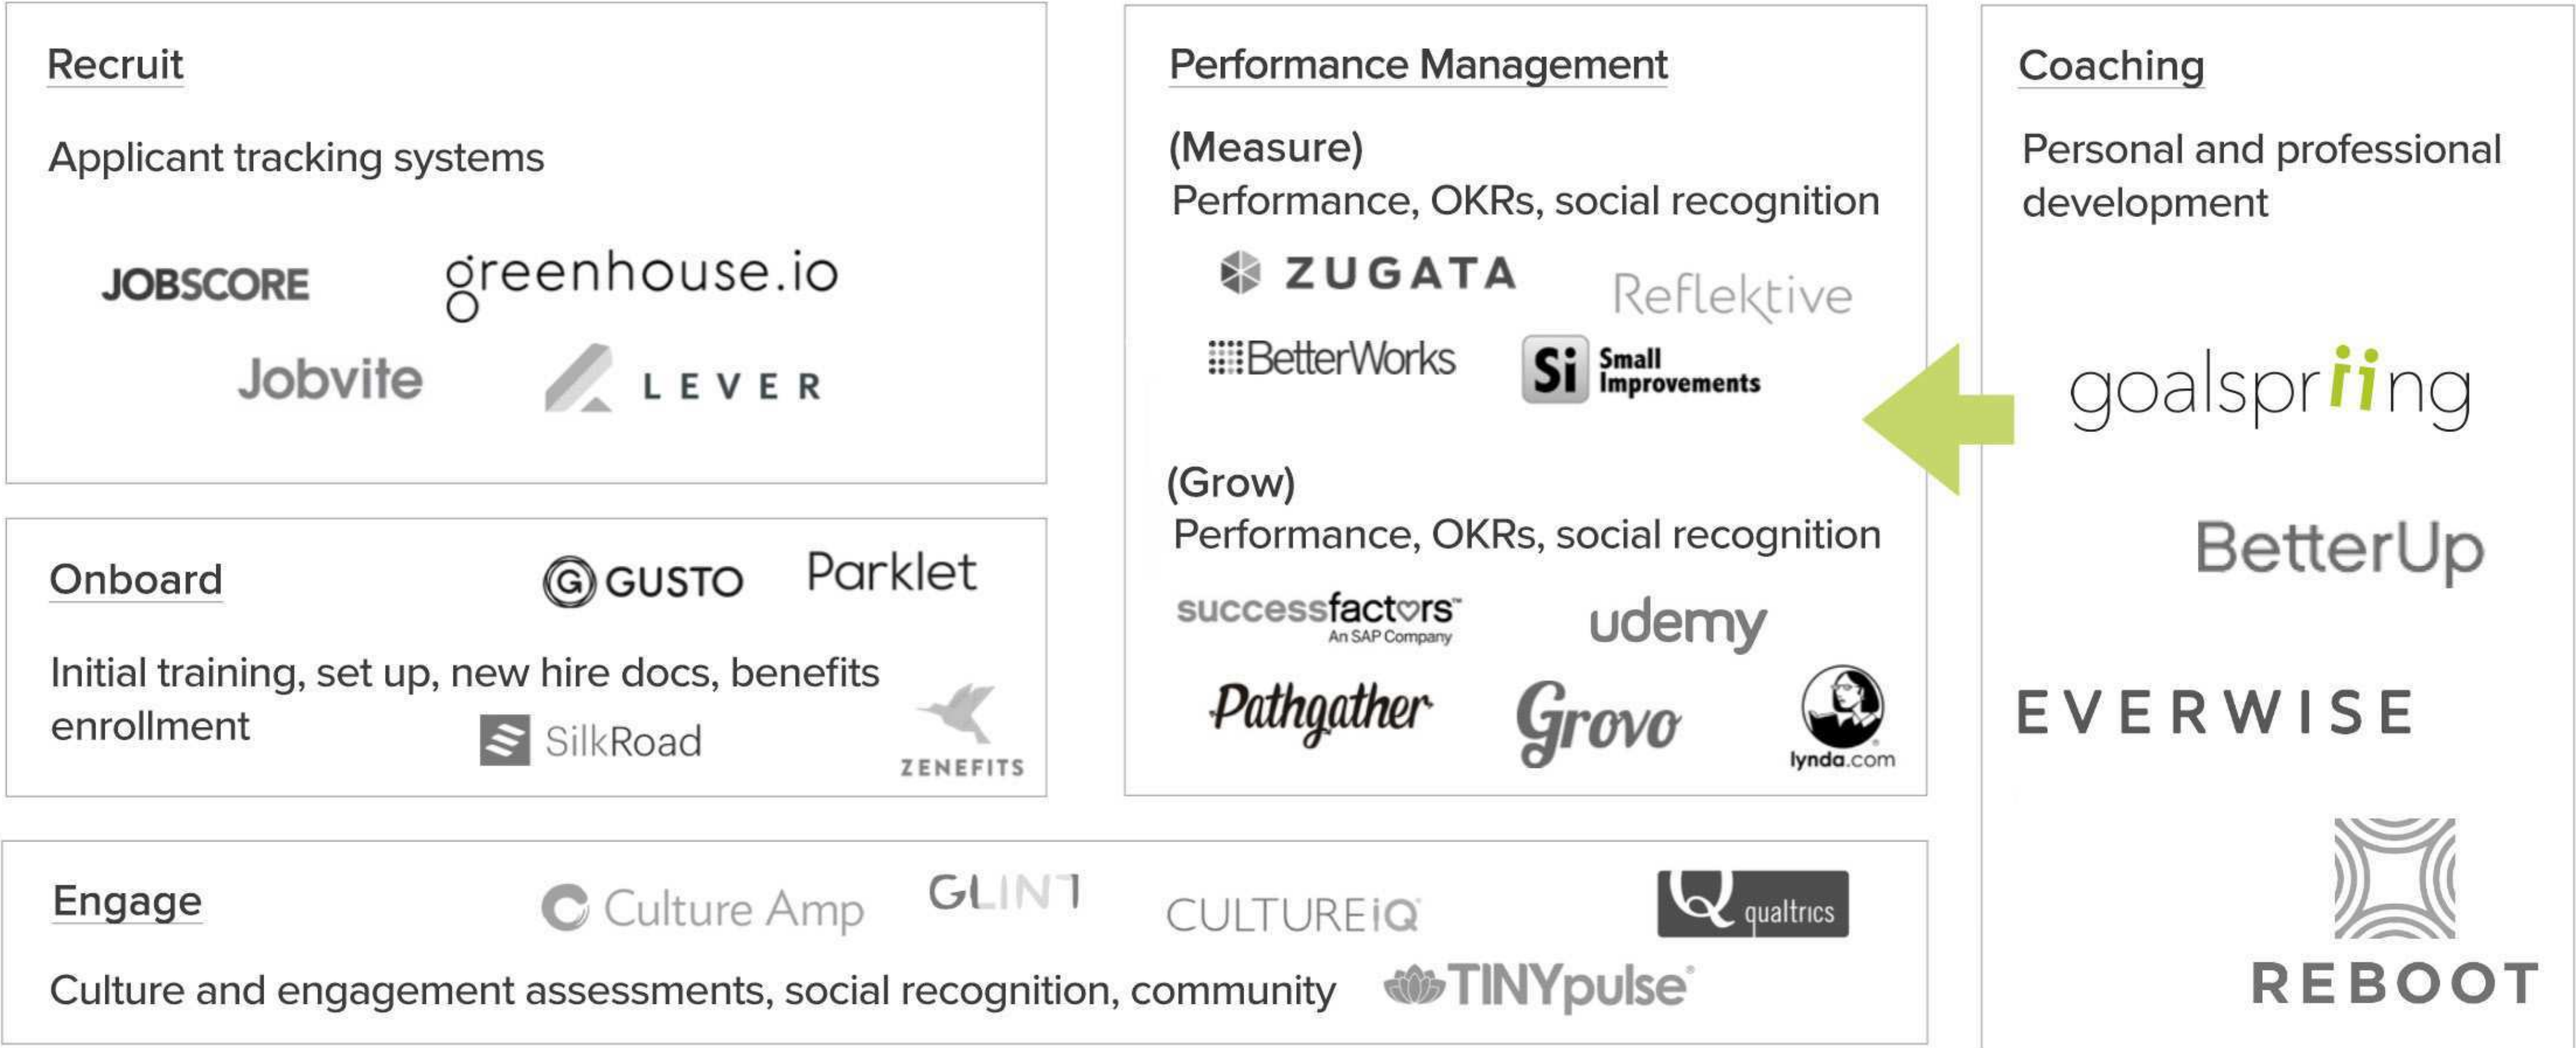 Recruit
Applicant tracking systems
JOBSCORE
greenhouse.io
Jobvite
LEVER
Onboard
G GUSTO
Parklet
Initial training, set up, new hire docs, benefits
enrollment
SilkRoad
ZENEFITS
Performance Management
(Measure)
Performance, OKRs, social recognition
ZUGATA
Reflektive
BetterWorks
Si Small
Improvements
(Grow)
Performance, OKRs, social recognition
successfactors™
An SAP Company
udemy
Pathgather
Grovo
lynda.com
Engage
Culture Amp
GLINT
CULTUREiQ
Q qualtrics
Culture and engagement assessments, social recognition, community
TINYpulse®
Coaching
Personal and professional
development
goalspriing
BetterUp
EVERWISE
REBOOT